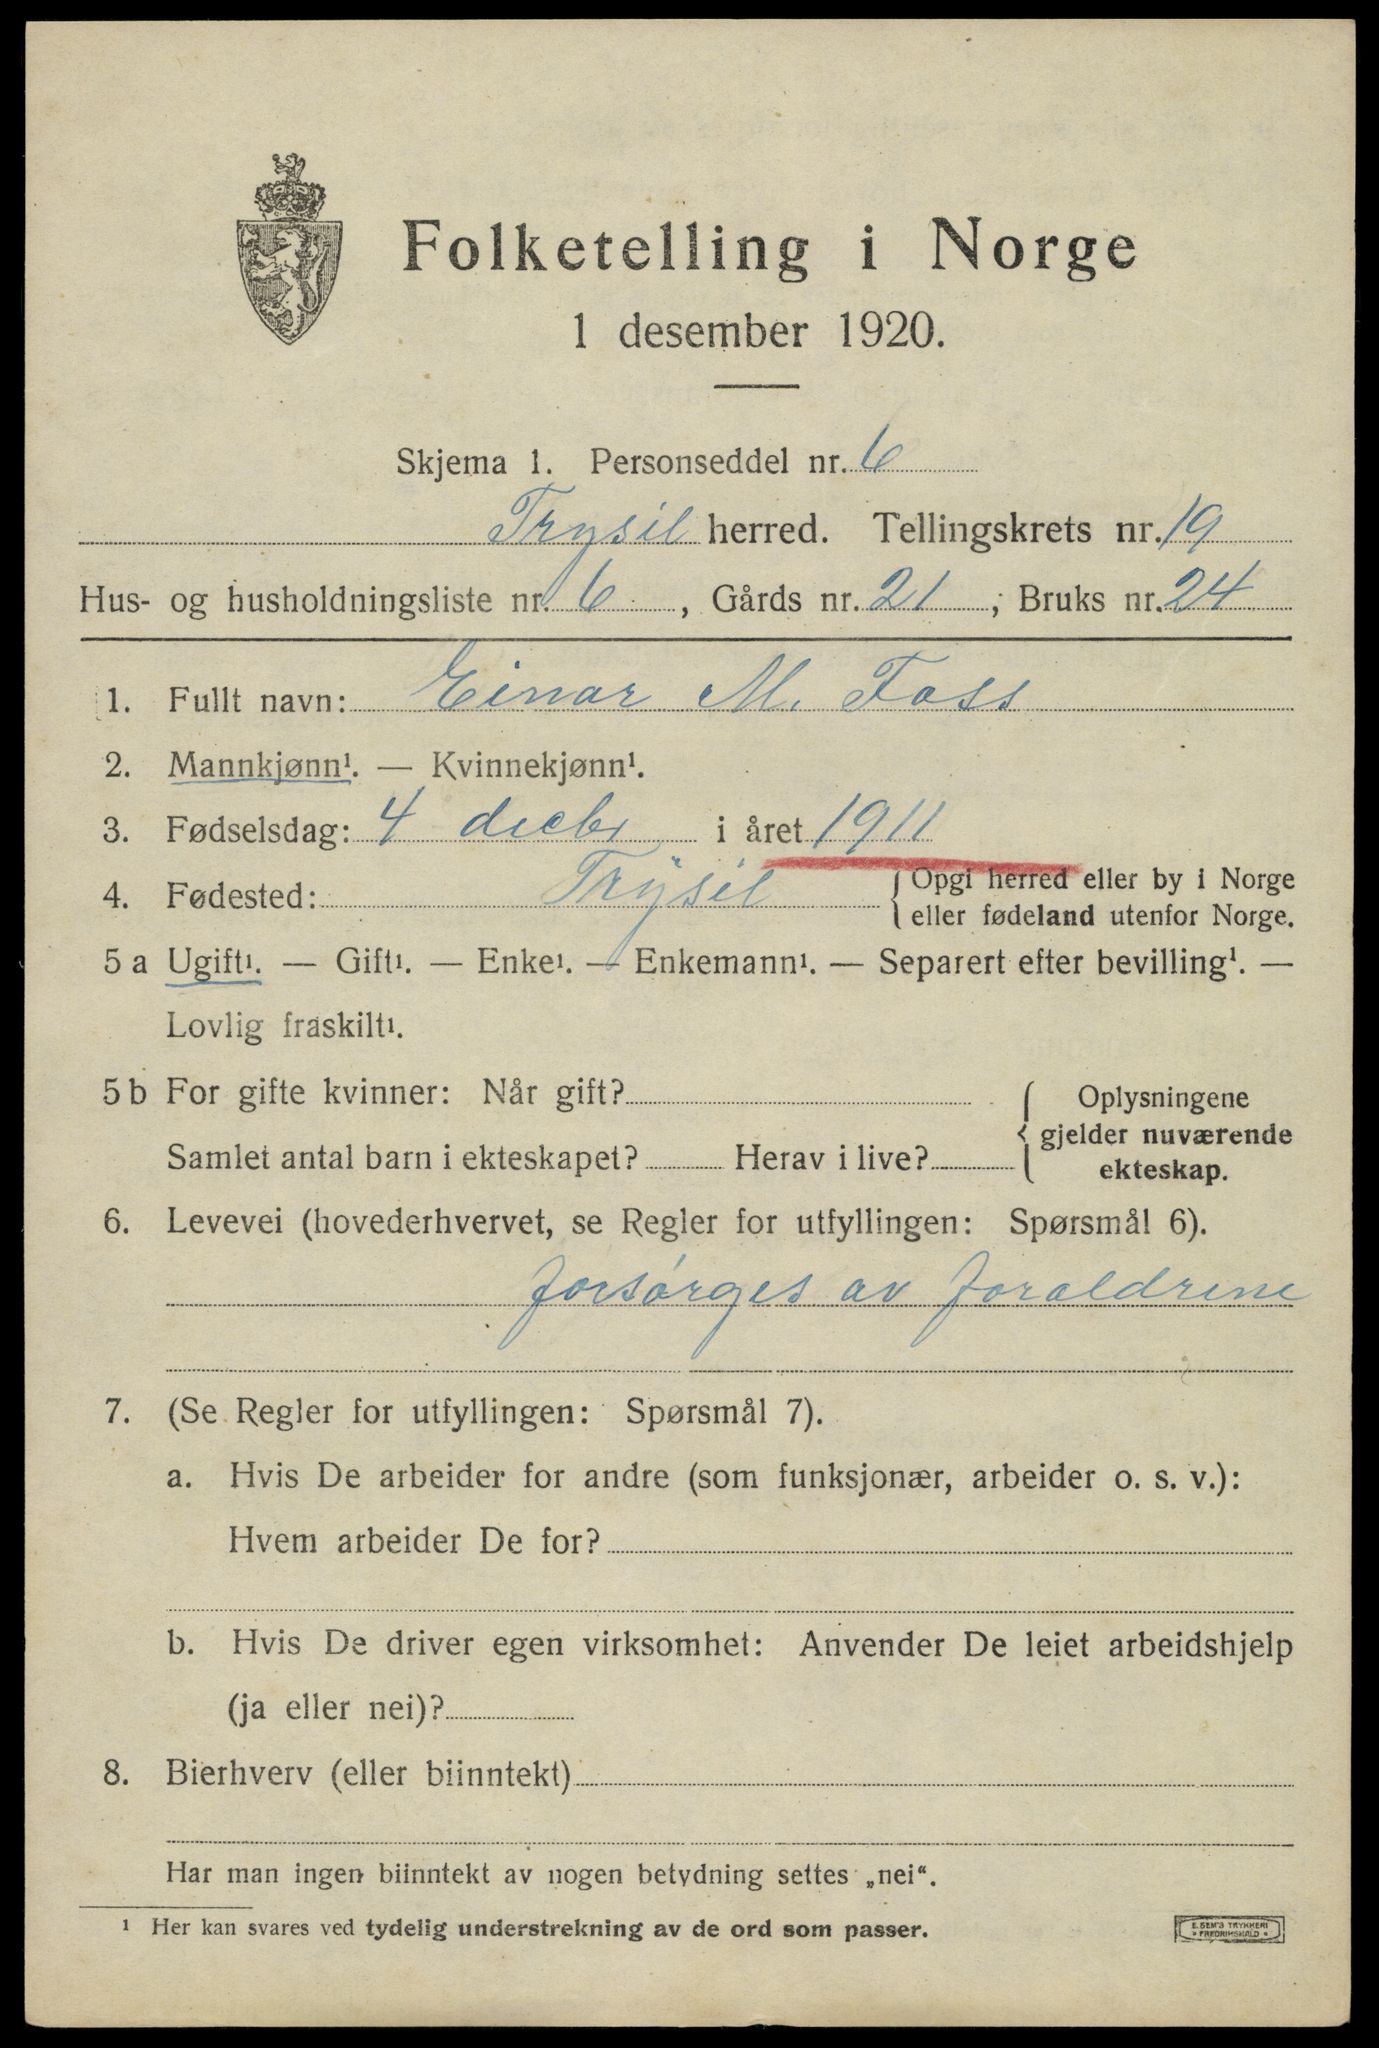 Folketelling i Norge
1 desember 1920.
Skjema 1. Personseddel nr. 6
Trysil herred. Tellingskrets nr. 19
Hus- og husholdningsliste nr. 6, Gårds nr. 21, Bruks nr. 24
1. Fullt navn: Einar M. Foss
2. Mannkjønn¹. — Kvinnekjønn¹.
3. Fødselsdag: 4 decbr i året 1911
4. Fødested: Trysil { Opgi herred eller by i Norge
eller fødeland utenfor Norge.
5 a Ugift¹. — Gift¹. — Enke¹. — Enkemann¹. — Separert efter bevilling¹. —
Lovlig fraskilt¹.
5 b For gifte kvinner: Når gift?
Samlet antal barn i ekteskapet? Herav i live?
{ Oplysningene
gjelder nuværende
ekteskap.
6. Levevei (hovederhvervet, se Regler for utfyllingen: Spørsmål 6).
forsørges av foraldrene
7. (Se Regler for utfyllingen: Spørsmål 7).
a. Hvis De arbeider for andre (som funksjonær, arbeider o. s. v.):
Hvem arbeider De for?
b. Hvis De driver egen virksomhet: Anvender De leiet arbeidshjelp
(ja eller nei)?
8. Bierhverv (eller biinntekt)
Har man ingen biinntekt av nogen betydning settes „nei“.
¹ Her kan svares ved tydelig understrekning av de ord som passer.
E. SEM'S TRYKKERI
FREDRIKSHALD